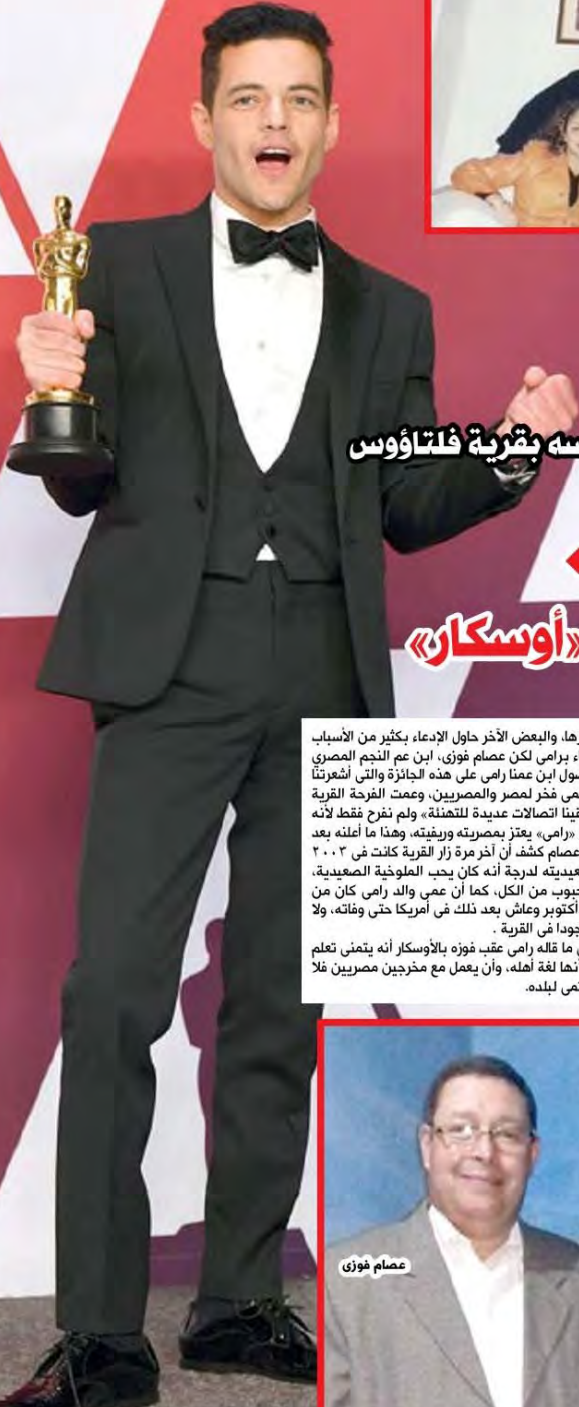 سه بقرية فلتاؤوس
«أوسكار»
رها، والبعض الآخر حاول الإدعاء بكثير من الأسباب
اء برامى لكن عصام فوزى، ابن عم النجم المصري
صول ابن عمنا رامى على هذه الجائزة والتى أشعرتنا
مى فخر لمصر والمصريين، وعمت الفرحة القرية
قينا اتصالات عديدة للتهنئة» ولم نفرح فقط لأنه
«رامى» يعتز بمصريته وريفيته، وهذا ما أعلنه بعد
عصام كشف أن آخر مرة زار القرية كانت فى ٢٠٠٣
عيديته لدرجة أنه كان يحب الملوخية الصعيدية،
حبوب من الكل، كما أن عمى والد رامى كان من
أكتوبر وعاش بعد ذلك فى أمريكا حتى وفاته، ولا
جودا فى القرية .
ى ما قاله رامى عقب فوزه بالأوسكار أنه يتمنى تعلم
أنها لغة أهله، وأن يعمل مع مخرجين مصريين فلا
تمى لبلده.
عصام فوزى